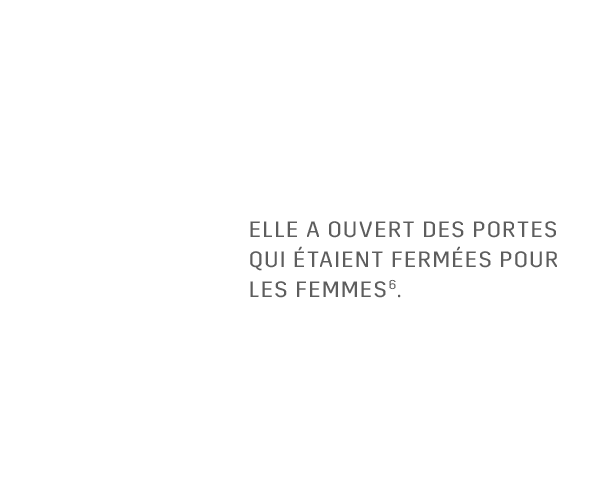 ELLE A OUVERT DES PORTES
QUI ÉTAIENT FERMÉES POUR
LES FEMMES⁶.